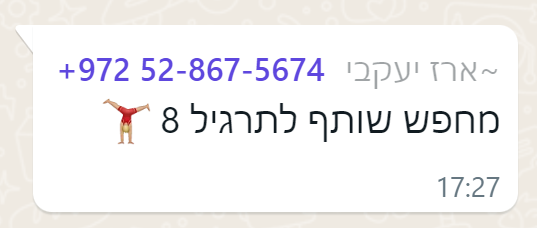 +972 52-867-5674 ~ארז יעקבי
מחפש שותף לתרגיל 8 🤸🏼‍♀️
17:27